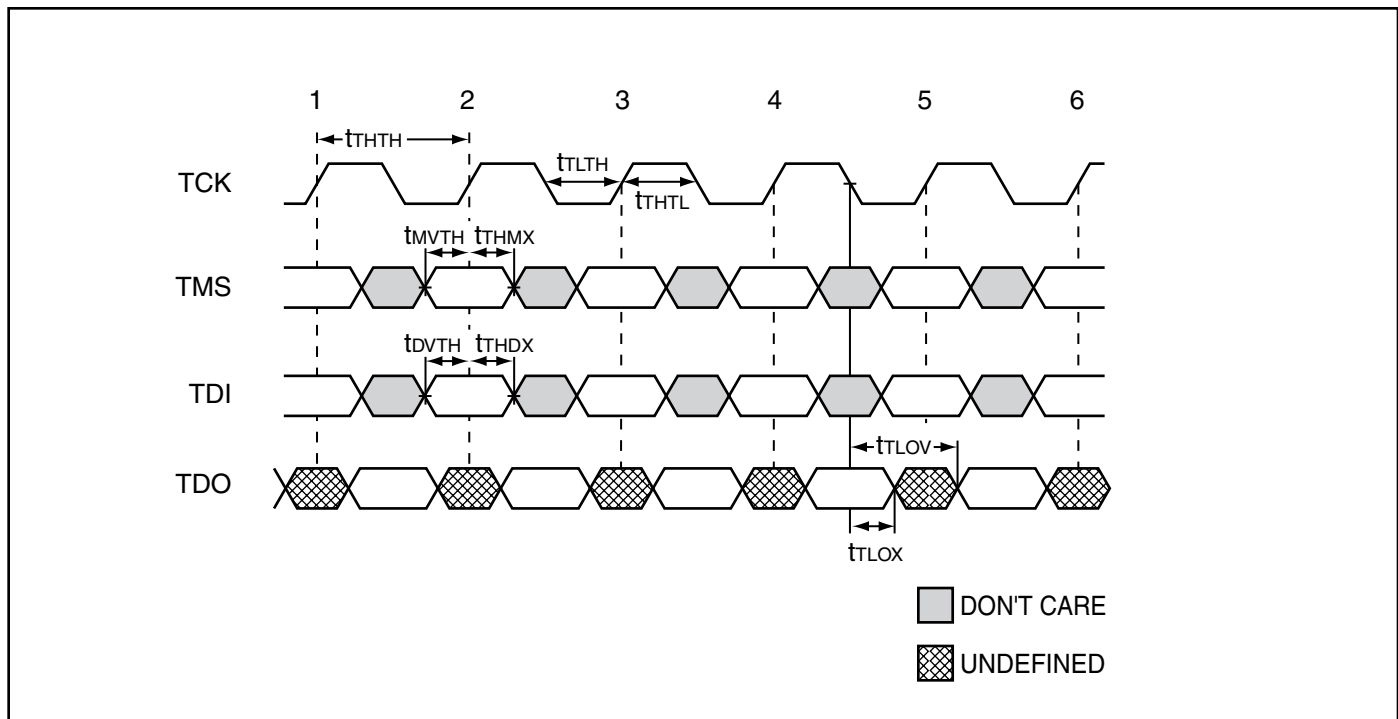 1 2 3 4 5 6
tTHTH
TCK
tTLTH
tTHTL
tMVTH tTHMX
TMS
tDVTH tTHDX
TDI
tTLOV
TDO
tTLOX
DON'T CARE
UNDEFINED